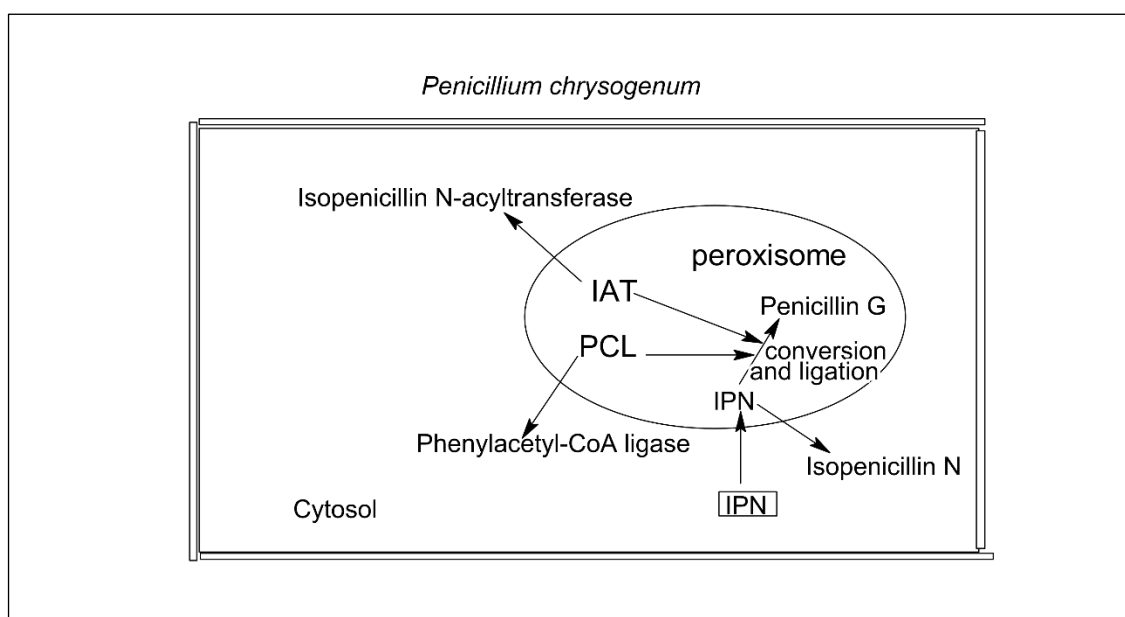 Penicillium chrysogenum
Isopenicillin N-acyltransferase
peroxisome
IAT
Penicillin G
PCL
conversion
and ligation
IPN
Phenylacetyl-CoA ligase
Isopenicillin N
IPN
Cytosol